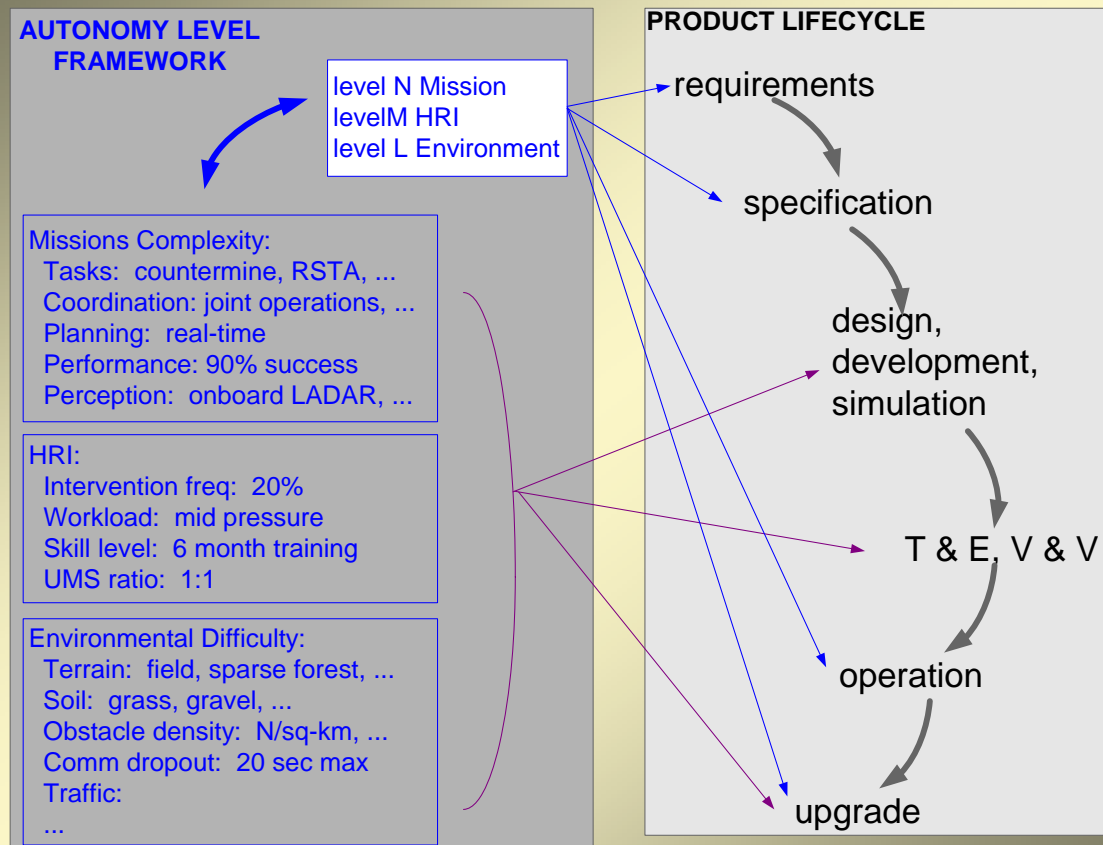 AUTONOMY LEVEL
FRAMEWORK
level N Mission
levelM HRI
level L Environment
Missions Complexity:
Tasks: countermine, RSTA, ...
Coordination: joint operations, ...
Planning: real-time
Performance: 90% success
Perception: onboard LADAR, ...
HRI:
Intervention freq: 20%
Workload: mid pressure
Skill level: 6 month training
UMS ratio: 1:1
Environmental Difficulty:
Terrain: field, sparse forest, ...
Soil: grass, gravel, ...
Obstacle density: N/sq-km, ...
Comm dropout: 20 sec max
Traffic:
...
PRODUCT LIFECYCLE
requirements
specification
design,
development,
simulation
T & E, V & V
operation
upgrade